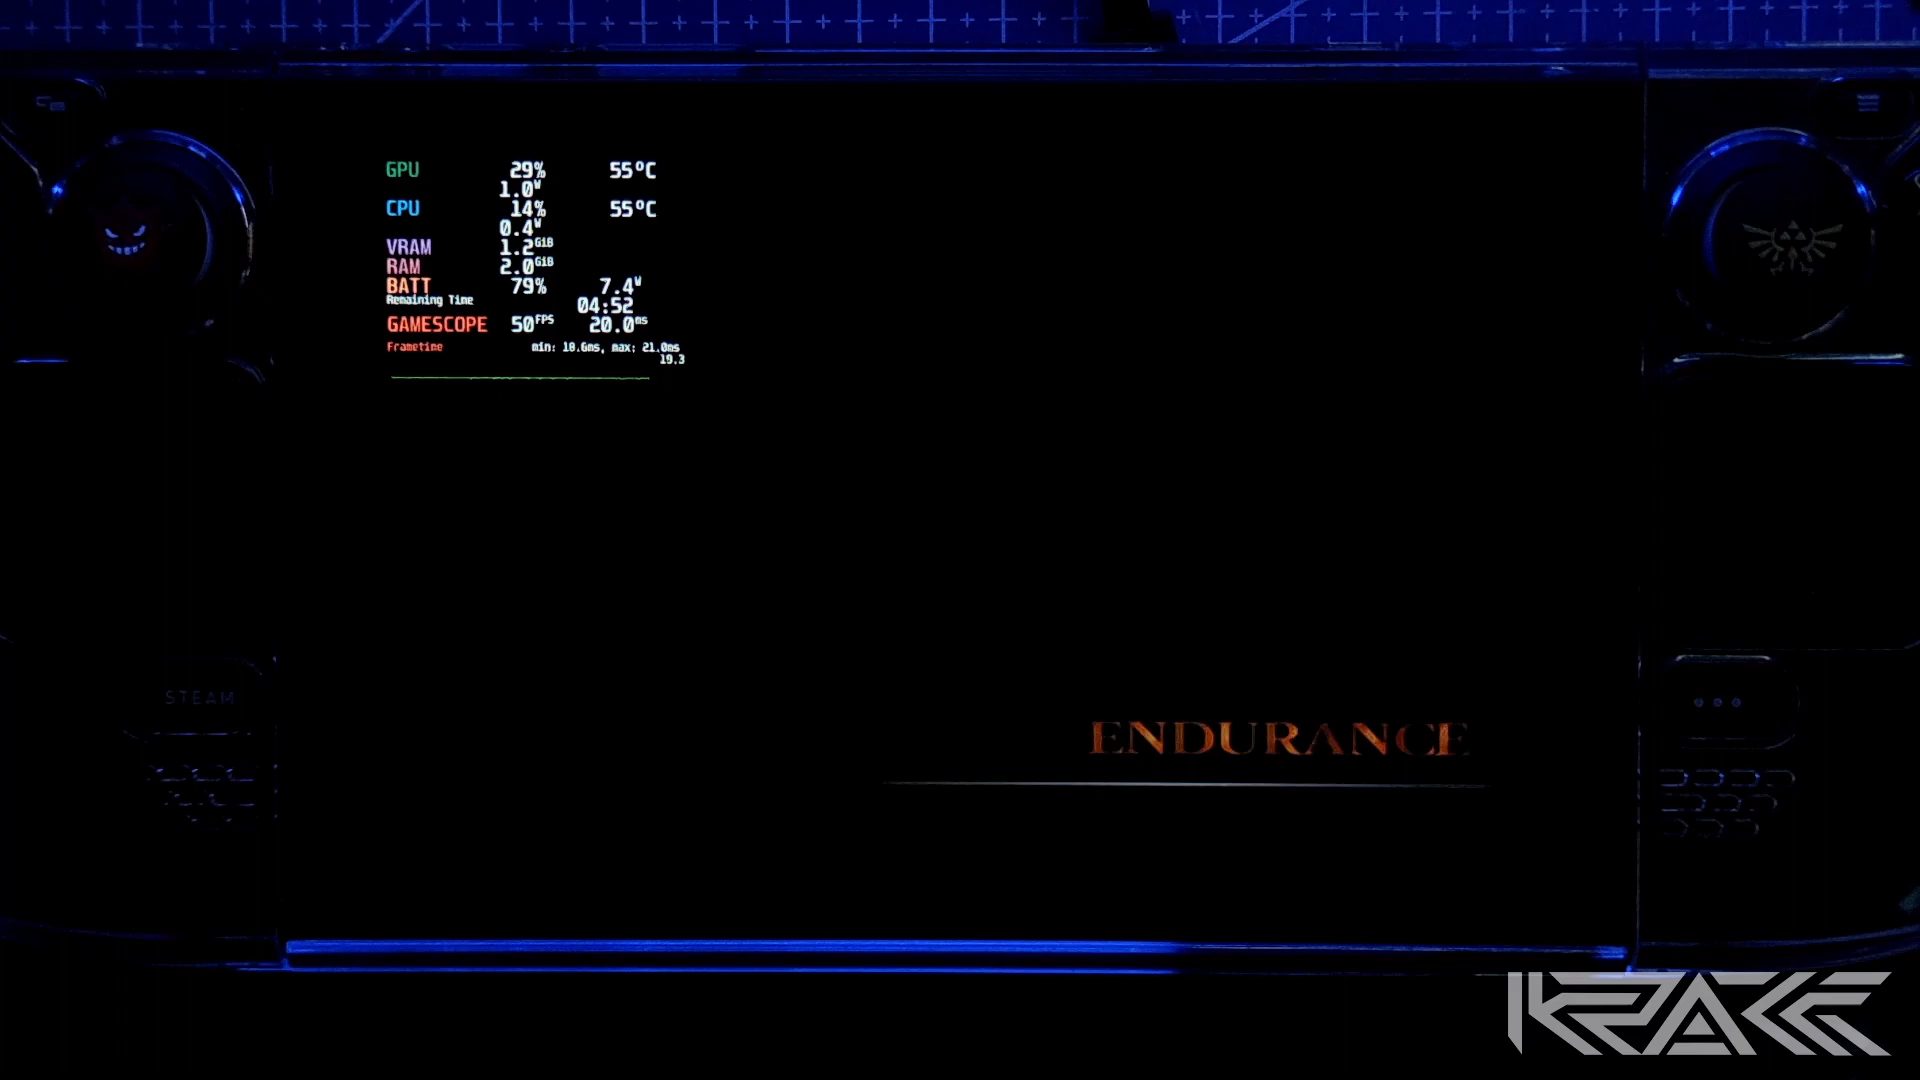 GPU 29% 55°C
1.0W
CPU 14% 55°C
0.4W
VRAM 1.2GiB
RAM 2.0GiB
BATT 79% 7.4W
Remaining Time 04:52
GAMESCOPE 50FPS 20.0ms
Frametime min: 18.6ms, max: 21.0ms
19.3
STEAM
ENDURANCE